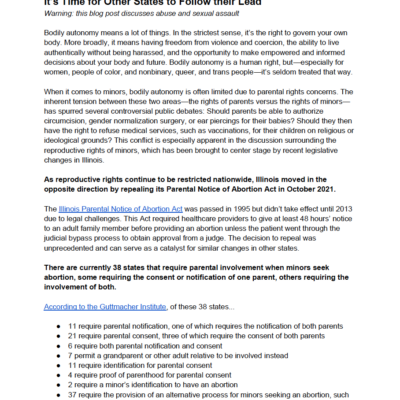 It's Time for Other States to Follow their Lead
Warning: this blog post discusses abuse and sexual assault
Bodily autonomy means a lot of things. In the strictest sense, it's the right to govern your own
body. More broadly, it means having freedom from violence and coercion, the ability to live
authentically without being harassed, and the opportunity to make empowered and informed
decisions about your body and future. Bodily autonomy is a human right, but—especially for
women, people of color, and nonbinary, queer, and trans people—it's seldom treated that way.
When it comes to minors, bodily autonomy is often limited due to parental rights concerns. The
inherent tension between these two areas—the rights of parents versus the rights of minors—
has spurred several controversial public debates: Should parents be able to authorize
circumcision, gender normalization surgery, or ear piercings for their babies? Should they then
have the right to refuse medical services, such as vaccinations, for their children on religious or
ideological grounds? This conflict is especially apparent in the discussion surrounding the
reproductive rights of minors, which has been brought to center stage by recent legislative
changes in Illinois.
As reproductive rights continue to be restricted nationwide, Illinois moved in the
opposite direction by repealing its Parental Notice of Abortion Act in October 2021.
The Illinois Parental Notice of Abortion Act was passed in 1995 but didn't take effect until 2013
due to legal challenges. This Act required healthcare providers to give at least 48 hours' notice
to an adult family member before providing an abortion unless the patient went through the
judicial bypass process to obtain approval from a judge. The decision to repeal was
unprecedented and can serve as a catalyst for similar changes in other states.
There are currently 38 states that require parental involvement when minors seek
abortion, some requiring the consent or notification of one parent, others requiring the
involvement of both.
According to the Guttmacher Institute, of these 38 states...
● 11 require parental notification, one of which requires the notification of both parents
● 21 require parental consent, three of which require the consent of both parents
● 6 require both parental notification and consent
● 7 permit a grandparent or other adult relative to be involved instead
● 11 require identification for parental consent
● 4 require proof of parenthood for parental consent
● 2 require a minor's identification to have an abortion
● 37 require the provision of an alternative process for minors seeking an abortion, such